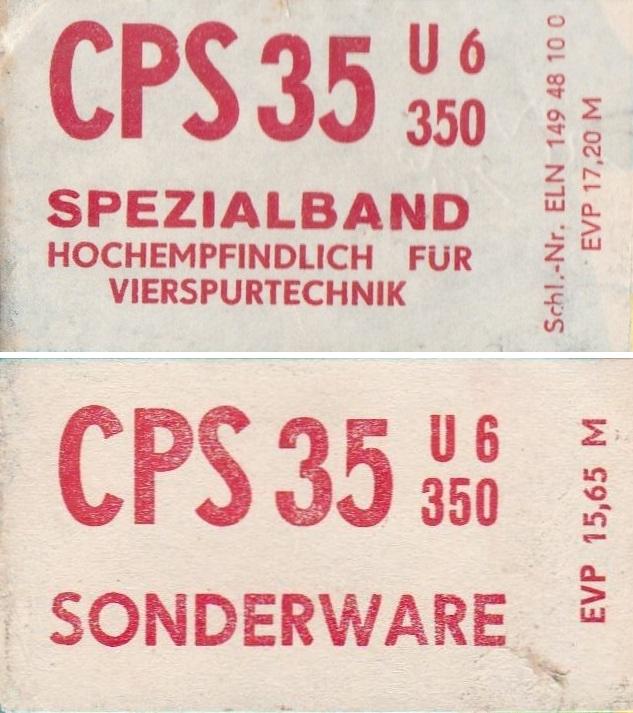 CPS 35 U 6
350
SPEZIALBAND
HOCHEMPFINDLICH FÜR
VIERSPURTECHNIK
Schl.-Nr. ELN 149 48 10 0
EVP 17,20 M
CPS 35 U 6
350
SONDERWARE
EVP 15,65 M